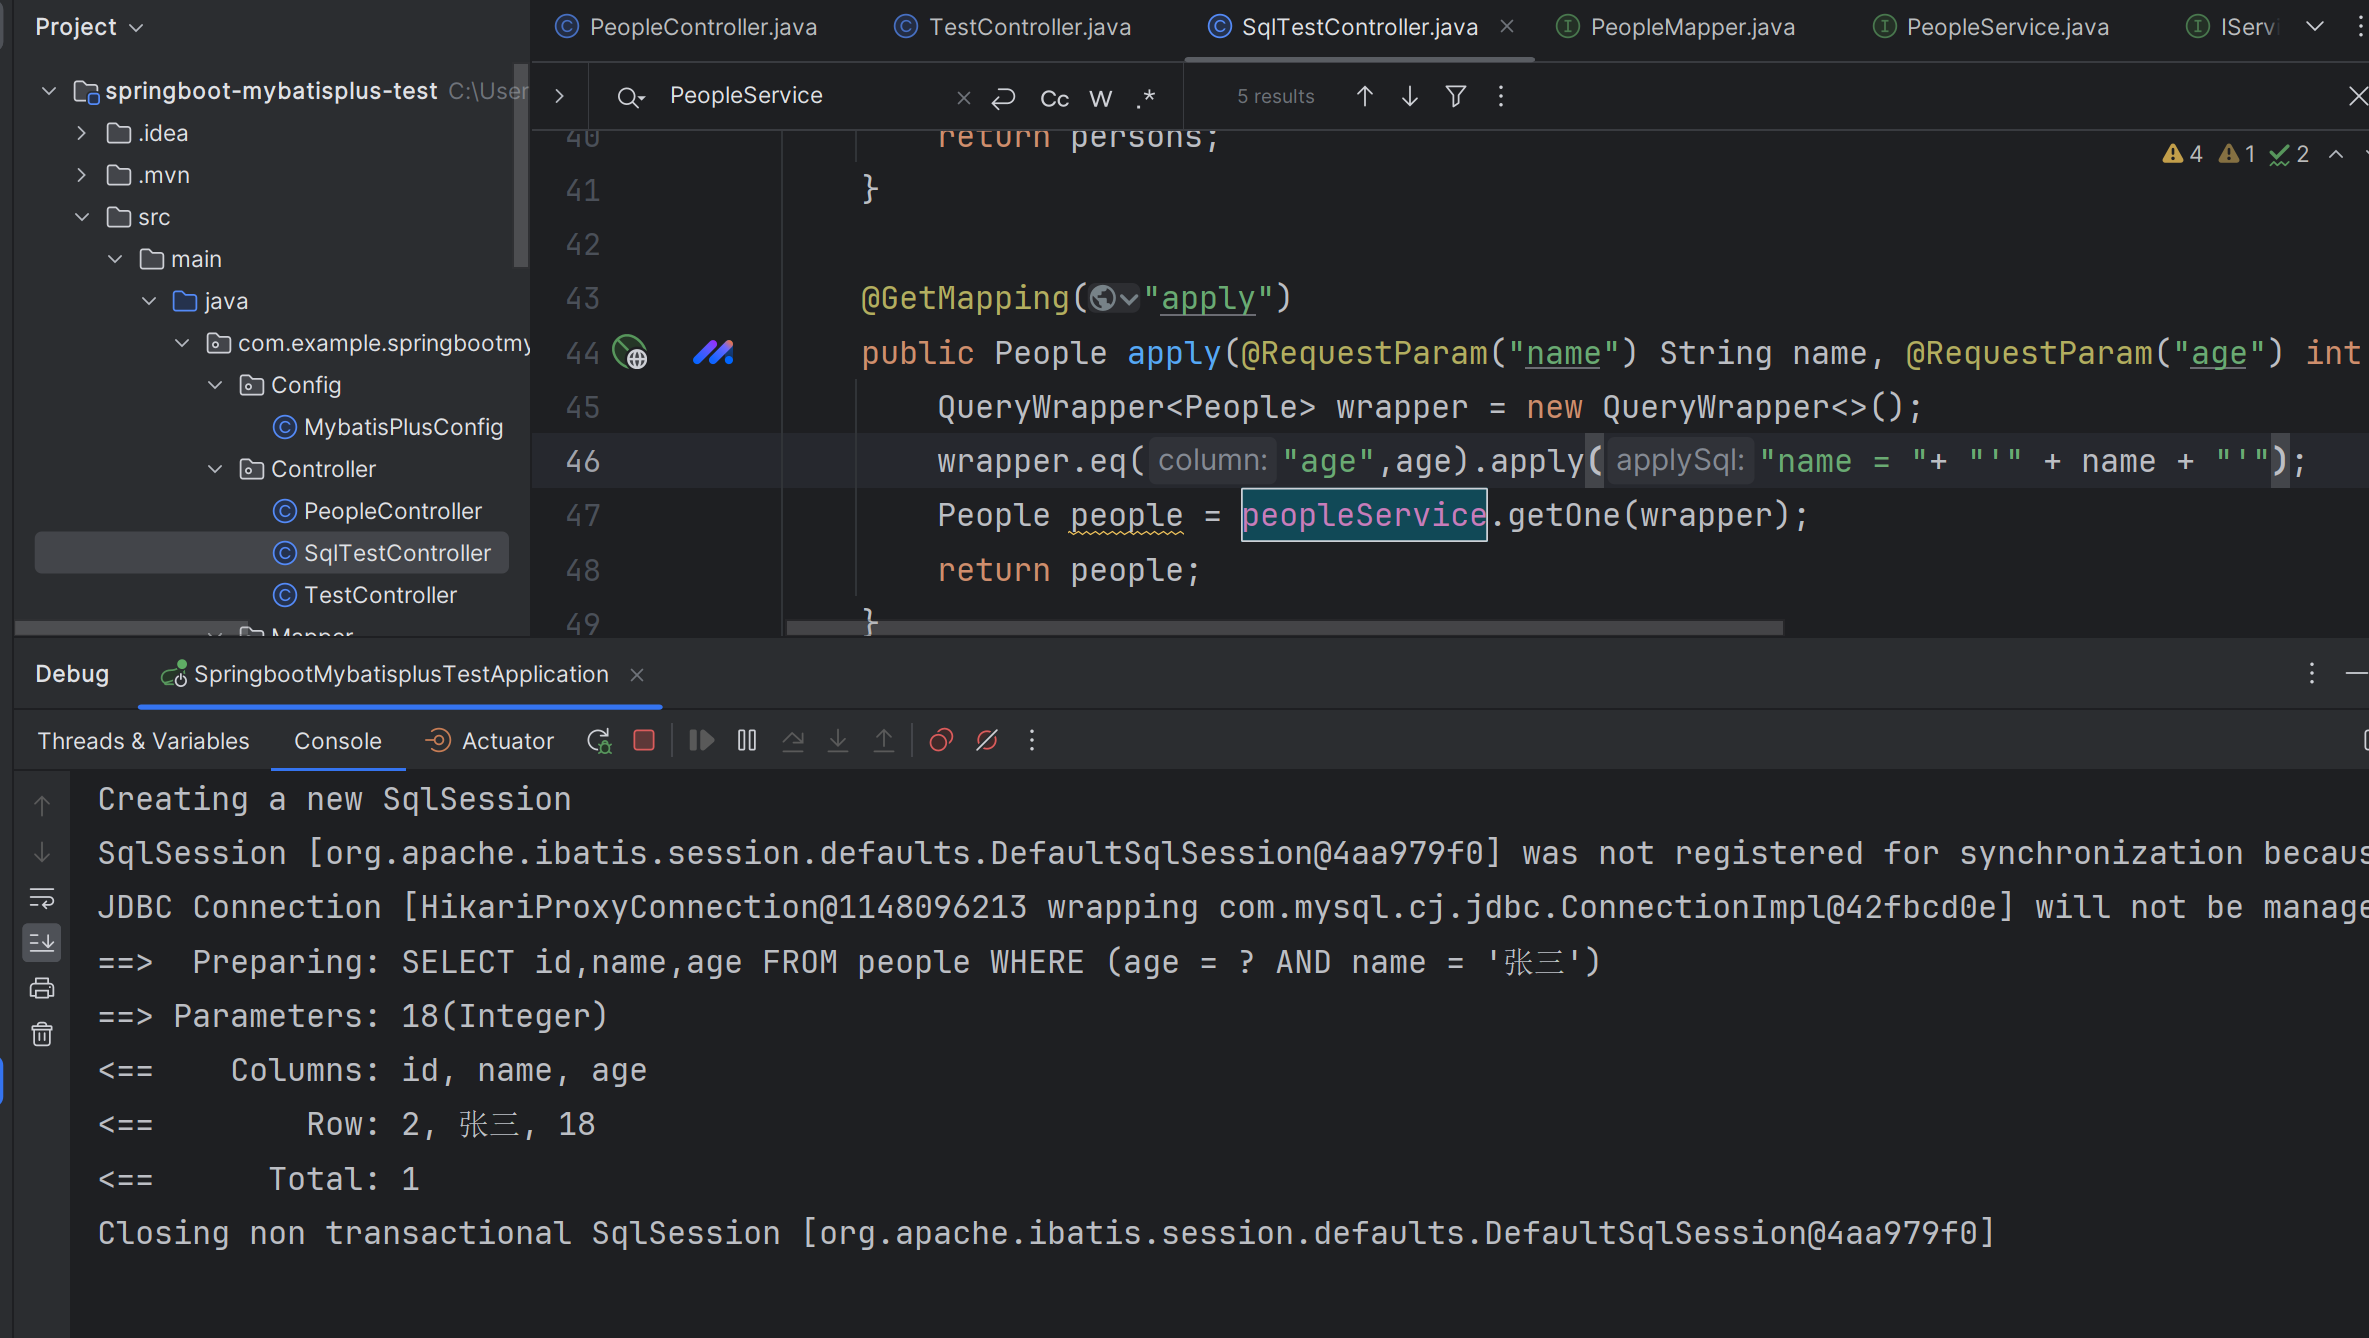 Project
PeopleController.java
TestController.java
SqlTestController.java
PeopleMapper.java
PeopleService.java
IServi
springboot-mybatisplus-test C:\User
.idea
.mvn
src
main
java
com.example.springbootmy
Config
MybatisPlusConfig
Controller
PeopleController
SqlTestController
TestController
Mapper
PeopleService
Cc W .*
5 results
4 1 2
40 return persons;
41 }
42
43 @GetMapping("apply")
44 public People apply(@RequestParam("name") String name, @RequestParam("age") int
45 QueryWrapper<People> wrapper = new QueryWrapper<>();
46 wrapper.eq( column: "age",age).apply( applySql: "name = "+ "'" + name + "'");
47 People people = peopleService.getOne(wrapper);
48 return people;
49 }
Debug SpringbootMybatisplusTestApplication
Threads & Variables Console Actuator
Creating a new SqlSession
SqlSession [org.apache.ibatis.session.defaults.DefaultSqlSession@4aa979f0] was not registered for synchronization becaus
JDBC Connection [HikariProxyConnection@1148096213 wrapping com.mysql.cj.jdbc.ConnectionImpl@42fbcd0e] will not be manage
==>  Preparing: SELECT id,name,age FROM people WHERE (age = ? AND name = '张三')
==> Parameters: 18(Integer)
<==    Columns: id, name, age
<==        Row: 2, 张三, 18
<==      Total: 1
Closing non transactional SqlSession [org.apache.ibatis.session.defaults.DefaultSqlSession@4aa979f0]